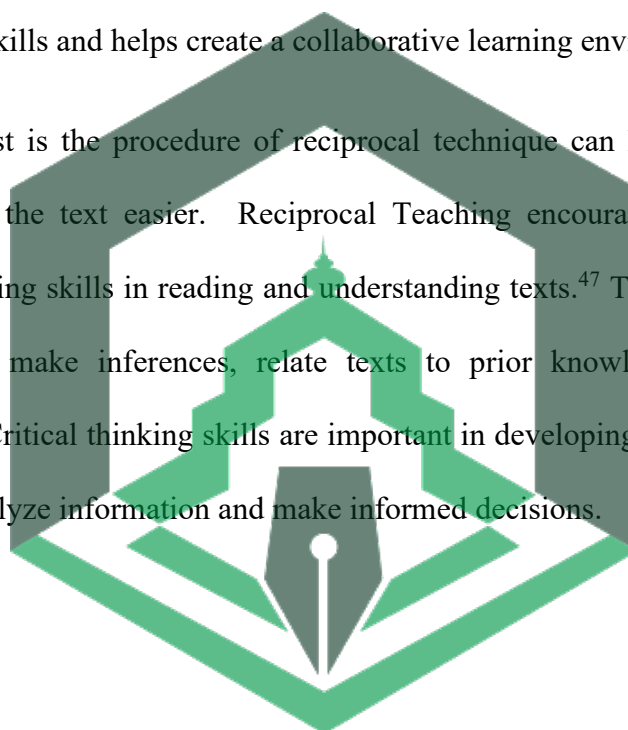 kills and helps create a collaborative learning env
st is the procedure of reciprocal technique can
the text easier. Reciprocal Teaching encoura
ing skills in reading and understanding texts.47 T
make inferences, relate texts to prior knowl
Critical thinking skills are important in developing
lyze information and make informed decisions.